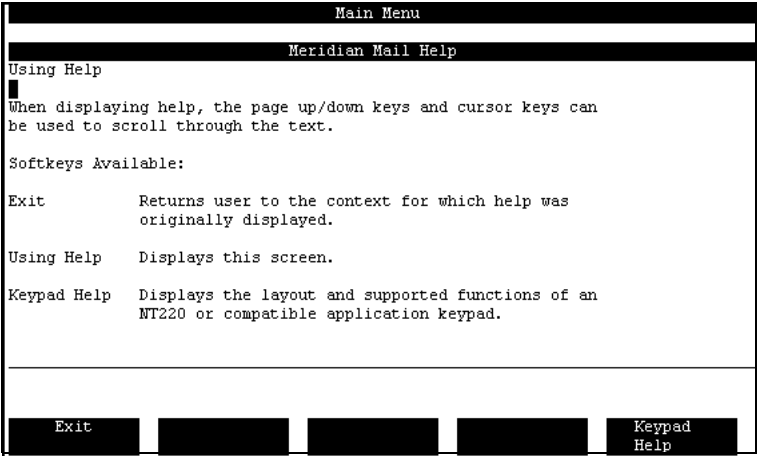 Main Menu
Meridian Mail Help
Using Help
When displaying help, the page up/down keys and cursor keys can
be used to scroll through the text.
Softkeys Available:
Exit Returns user to the context for which help was
originally displayed.
Using Help Displays this screen.
Keypad Help Displays the layout and supported functions of an
NT220 or compatible application keypad.
Exit
Keypad
Help